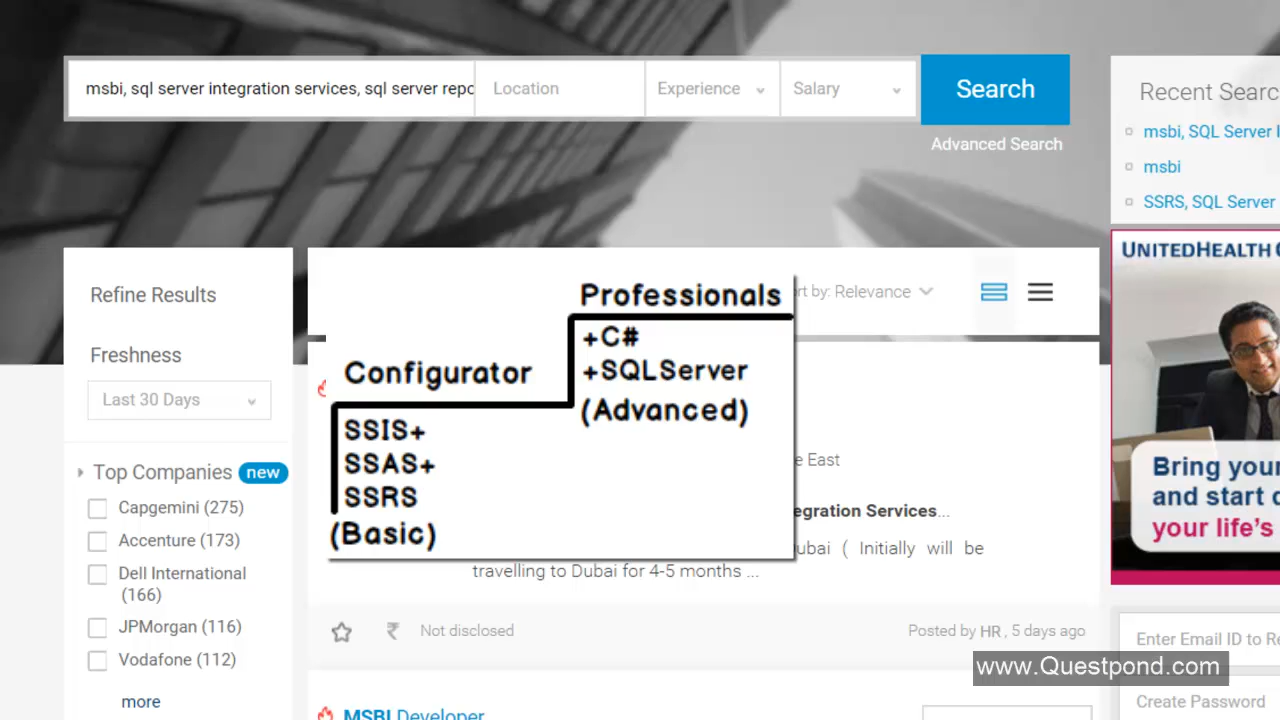 msbi, sql server integration services, sql server repo
Location
Experience
Salary
Search
Advanced Search
Recent Searc
msbi, SQL Server I
msbi
SSRS, SQL Server
UNITEDHEALTH
Refine Results
Freshness
Last 30 Days
Top Companies new
Capgemini (275)
Accenture (173)
Dell International
(166)
JPMorgan (116)
Vodafone (112)
more
ort by: Relevance
Professionals
+C#
+SQLServer
(Advanced)
Configurator
SSIS+
SSAS+
SSRS
(Basic)
e East
egration Services...
ubai ( Initially will be
travelling to Dubai for 4-5 months ...
₹ Not disclosed
Posted by HR , 5 days ago
MSBI Developer
Bring your
and start d
your life's
Enter Email ID to Re
www.Questpond.com
Create Password